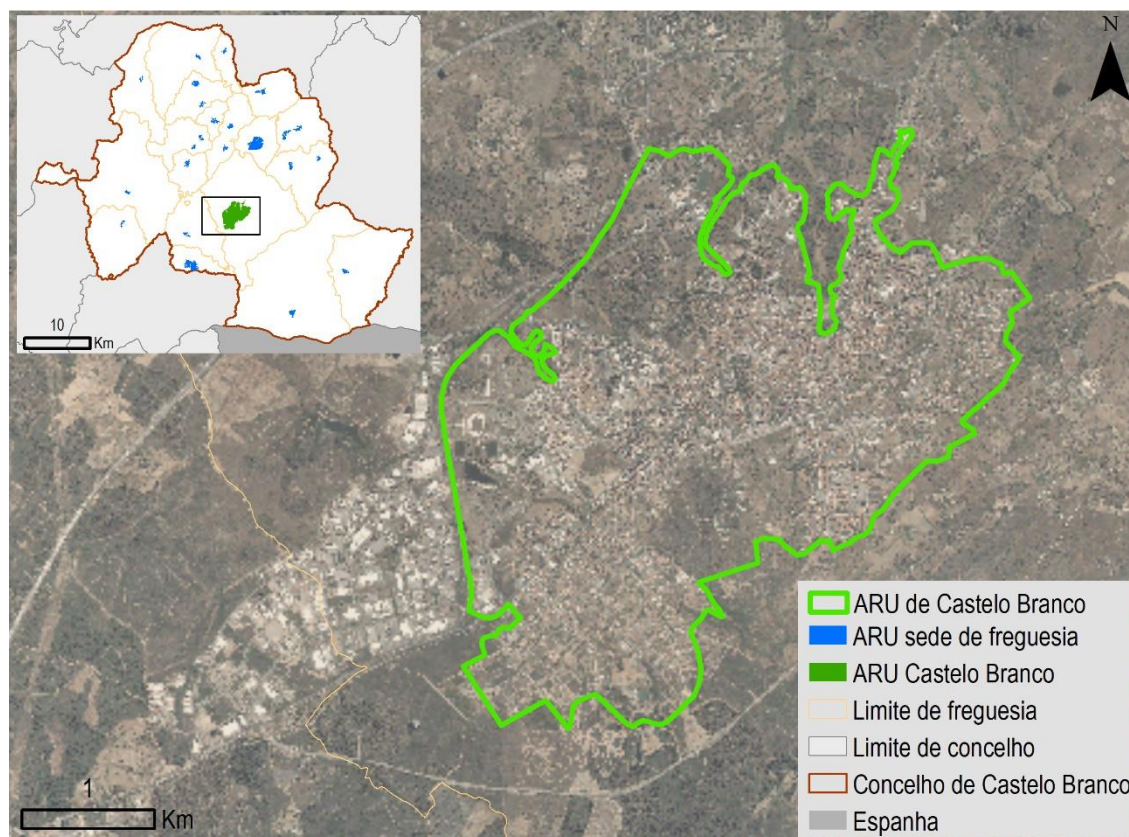 N
10
Km
ARU de Castelo Branco
ARU sede de freguesia
ARU Castelo Branco
Limite de freguesia
Limite de concelho
Concelho de Castelo Branco
Espanha
1
Km